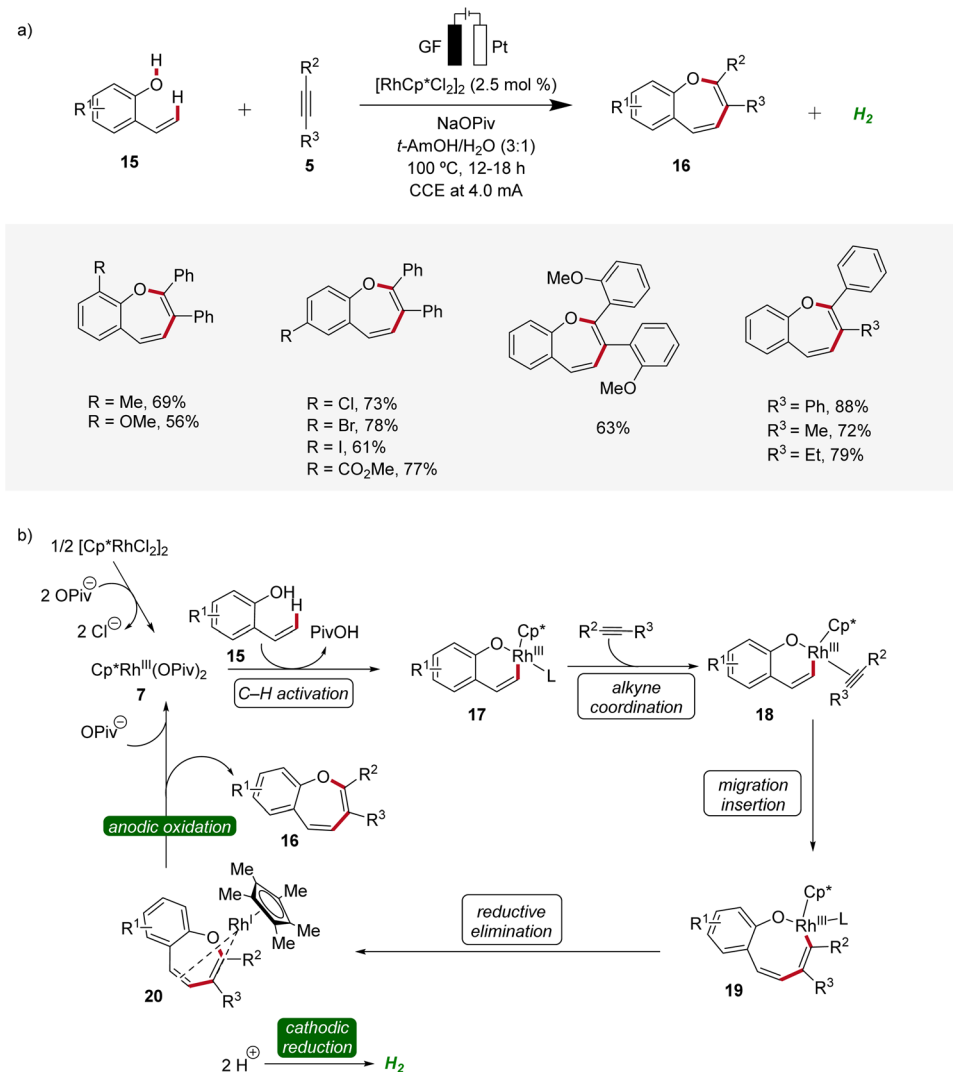 a)
GF Pt
H
O
H
R1
15
+
R2
R3
5
[RhCp*Cl2]2 (2.5 mol %)
NaOPiv
t-AmOH/H2O (3:1)
100 ºC, 12-18 h
CCE at 4.0 mA
R1
O
R2
R3
16
+
H2
R
O
Ph
Ph
R = Me, 69%
R = OMe, 56%
O
Ph
Ph
R
R = Cl, 73%
R = Br, 78%
R = I, 61%
R = CO2Me, 77%
MeO
O
MeO
63%
O
R3
R3 = Ph, 88%
R3 = Me, 72%
R3 = Et, 79%
b)
1/2 [Cp*RhCl2]2
2 OPiv⊖
2 Cl⊖
Cp*RhIII(OPiv)2
7
OH
H
R1
15
PivOH
C–H activation
Cp*
O
RhIII
L
R1
17
R2 R3
alkyne
coordination
Cp*
O
RhIII
R2
R3
R1
18
migration
insertion
Cp*
O
RhIII L
R1
R2
R3
19
reductive
elimination
Me
Me
Me
Me
Me
RhI
R1
O
R2
R3
20
OPiv⊖
anodic oxidation
O
R2
R1
R3
16
2 H⊕
cathodic
reduction
H2